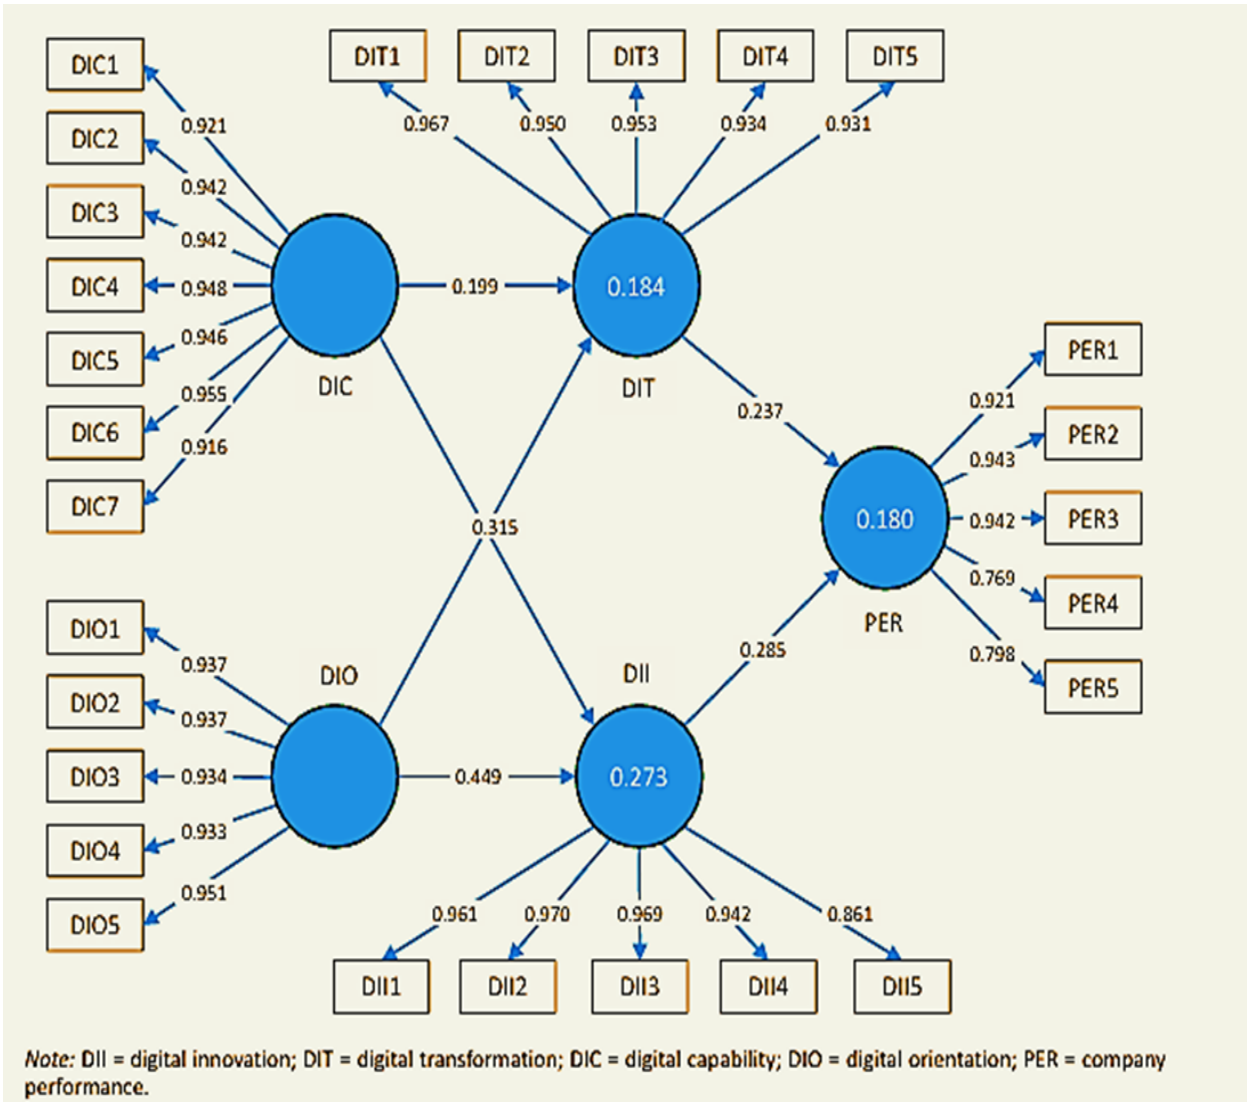 DIC1
DIC2
DIC3
DIC4
DIC5
DIC6
DIC7
0.921
0.942
0.942
0.948
0.946
0.955
0.916
DIC
DIT1
DIT2
DIT3
DIT4
DIT5
0.967
0.950
0.953
0.934
0.931
0.199
0.184
DIT
0.237
0.315
PER1
PER2
PER3
PER4
PER5
0.921
0.943
0.942
0.769
0.798
0.180
PER
0.285
DIO1
DIO2
DIO3
DIO4
DIO5
0.937
0.937
0.934
0.933
0.951
DIO
0.449
DII
0.273
0.961
0.970
0.969
0.942
0.861
DII1
DII2
DII3
DII4
DII5
Note: DII = digital innovation; DIT = digital transformation; DIC = digital capability; DIO = digital orientation; PER = company
performance.